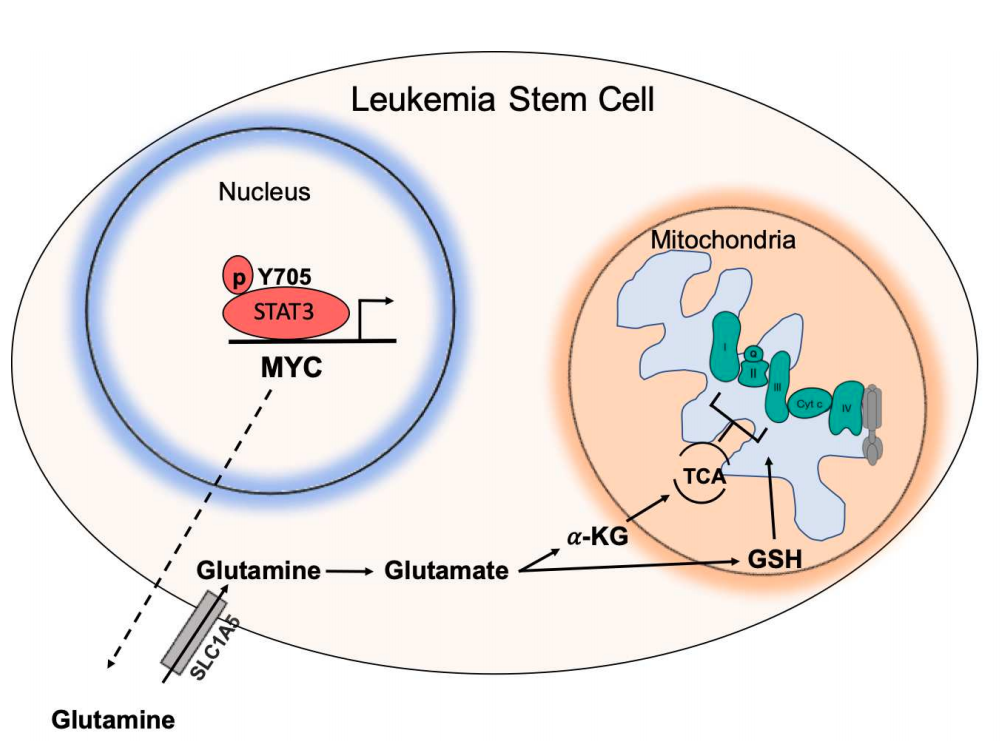 Leukemia Stem Cell
Nucleus
p Y705
STAT3
MYC
Mitochondria
I
Q
II
III
Cyt c
IV
TCA
α-KG
Glutamine
Glutamate
GSH
SLC1A5
Glutamine